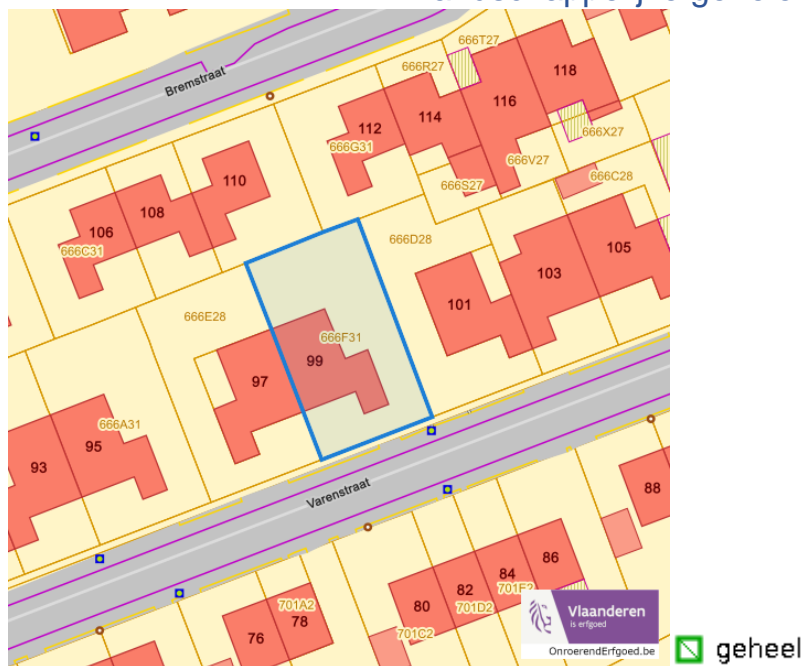 Bremstraat
666T27
666R27
118
116
114
112
666G31
666X27
666V27
666S27
666C28
110
108
106
666C31
666D28
105
103
101
666E28
666F31
99
97
666A31
95
93
Varenstraat
88
86
84
82
80
701E2
701D2
701C2
701A2
78
76
Vlaanderen
is erfgoed
OnroerendErfgoed.be
geheel